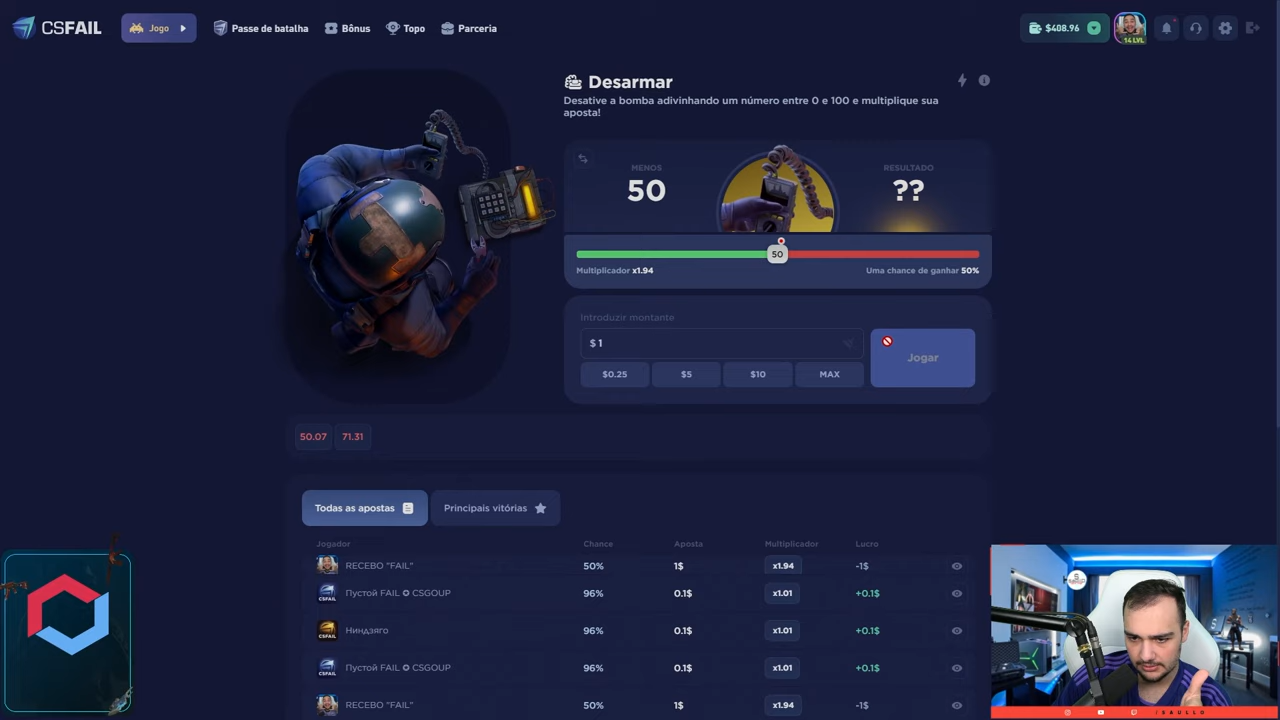 CSFAIL
Jogo
Passe de batalha
Bônus
Topo
Parceria
$408.96
14 LVL
Desarmar
Desative a bomba adivinhando um número entre 0 e 100 e multiplique sua
aposta!
MENOS
50
RESULTADO
??
50
Multiplicador x1.94
Uma chance de ganhar 50%
Introduzir montante
$ 1
Jogar
$0.25
$5
$10
MAX
50.07
71.31
Todas as apostas
Principais vitórias
Jogador Chance Aposta Multiplicador Lucro
RECEBO "FAIL" 50% 1$ x1.94 -1$
CSFAIL Пустой FAIL ✪ CSGOUP 96% 0.1$ x1.01 +0.1$
CSFAIL Ниндзяго 96% 0.1$ x1.01 +0.1$
CSFAIL Пустой FAIL ✪ CSGOUP 96% 0.1$ x1.01 +0.1$
RECEBO "FAIL" 50% 1$ x1.94 -1$
/SAULLO